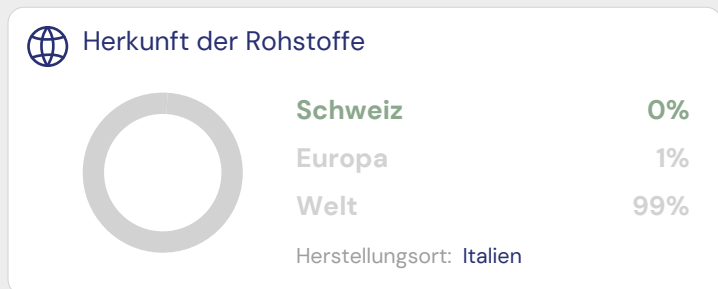 Herkunft der Rohstoffe
Schweiz 0%
Europa 1%
Welt 99%
Herstellungsort: Italien